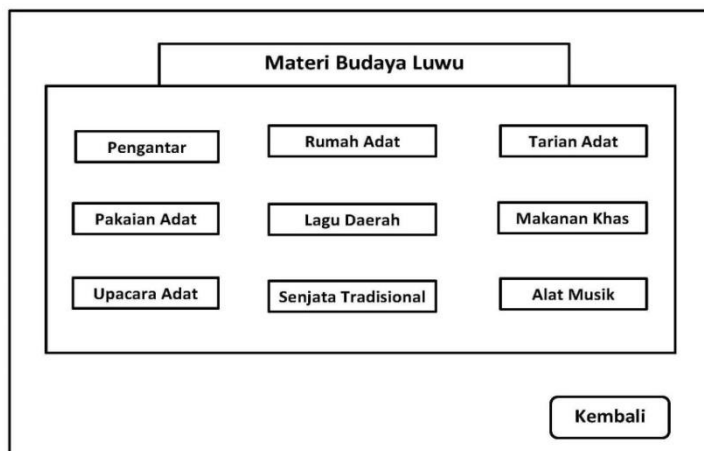 Materi Budaya Luwu
Pengantar
Rumah Adat
Tarian Adat
Pakaian Adat
Lagu Daerah
Makanan Khas
Upacara Adat
Senjata Tradisional
Alat Musik
Kembali